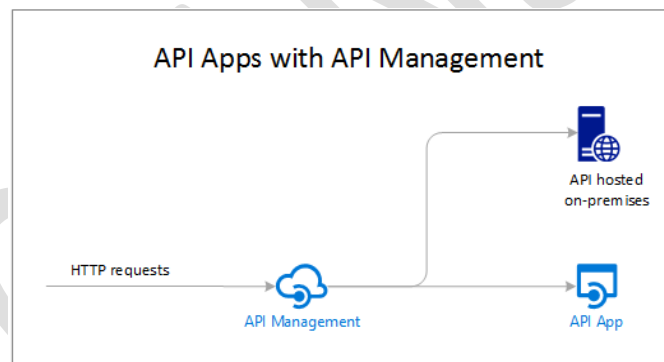 API Apps with API Management
API hosted
on-premises
HTTP requests
API Management
API App